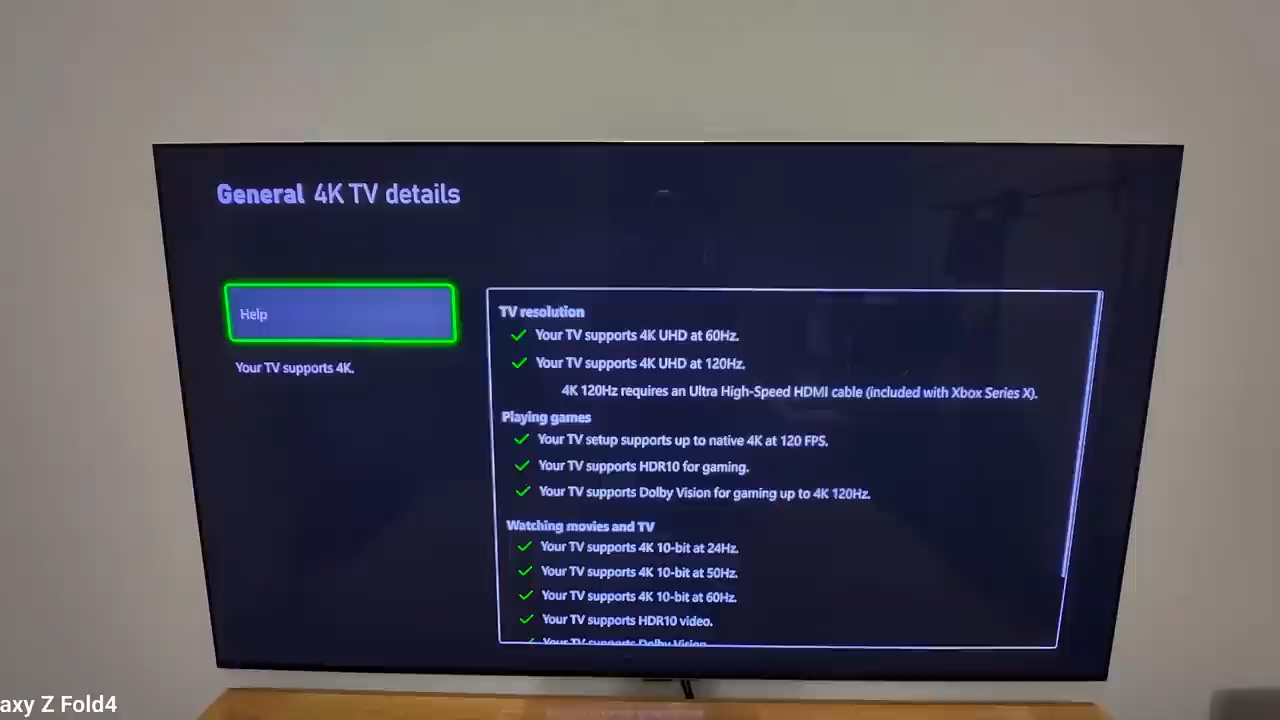 General 4K TV details
Help
Your TV supports 4K.
TV resolution
Your TV supports 4K UHD at 60Hz.
Your TV supports 4K UHD at 120Hz.
4K 120Hz requires an Ultra High-Speed HDMI cable (included with Xbox Series X).
Playing games
Your TV setup supports up to native 4K at 120 FPS.
Your TV supports HDR10 for gaming.
Your TV supports Dolby Vision for gaming up to 4K 120Hz.
Watching movies and TV
Your TV supports 4K 10-bit at 24Hz.
Your TV supports 4K 10-bit at 50Hz.
Your TV supports 4K 10-bit at 60Hz.
Your TV supports HDR10 video.
Your TV supports Dolby Vision.
axy Z Fold4